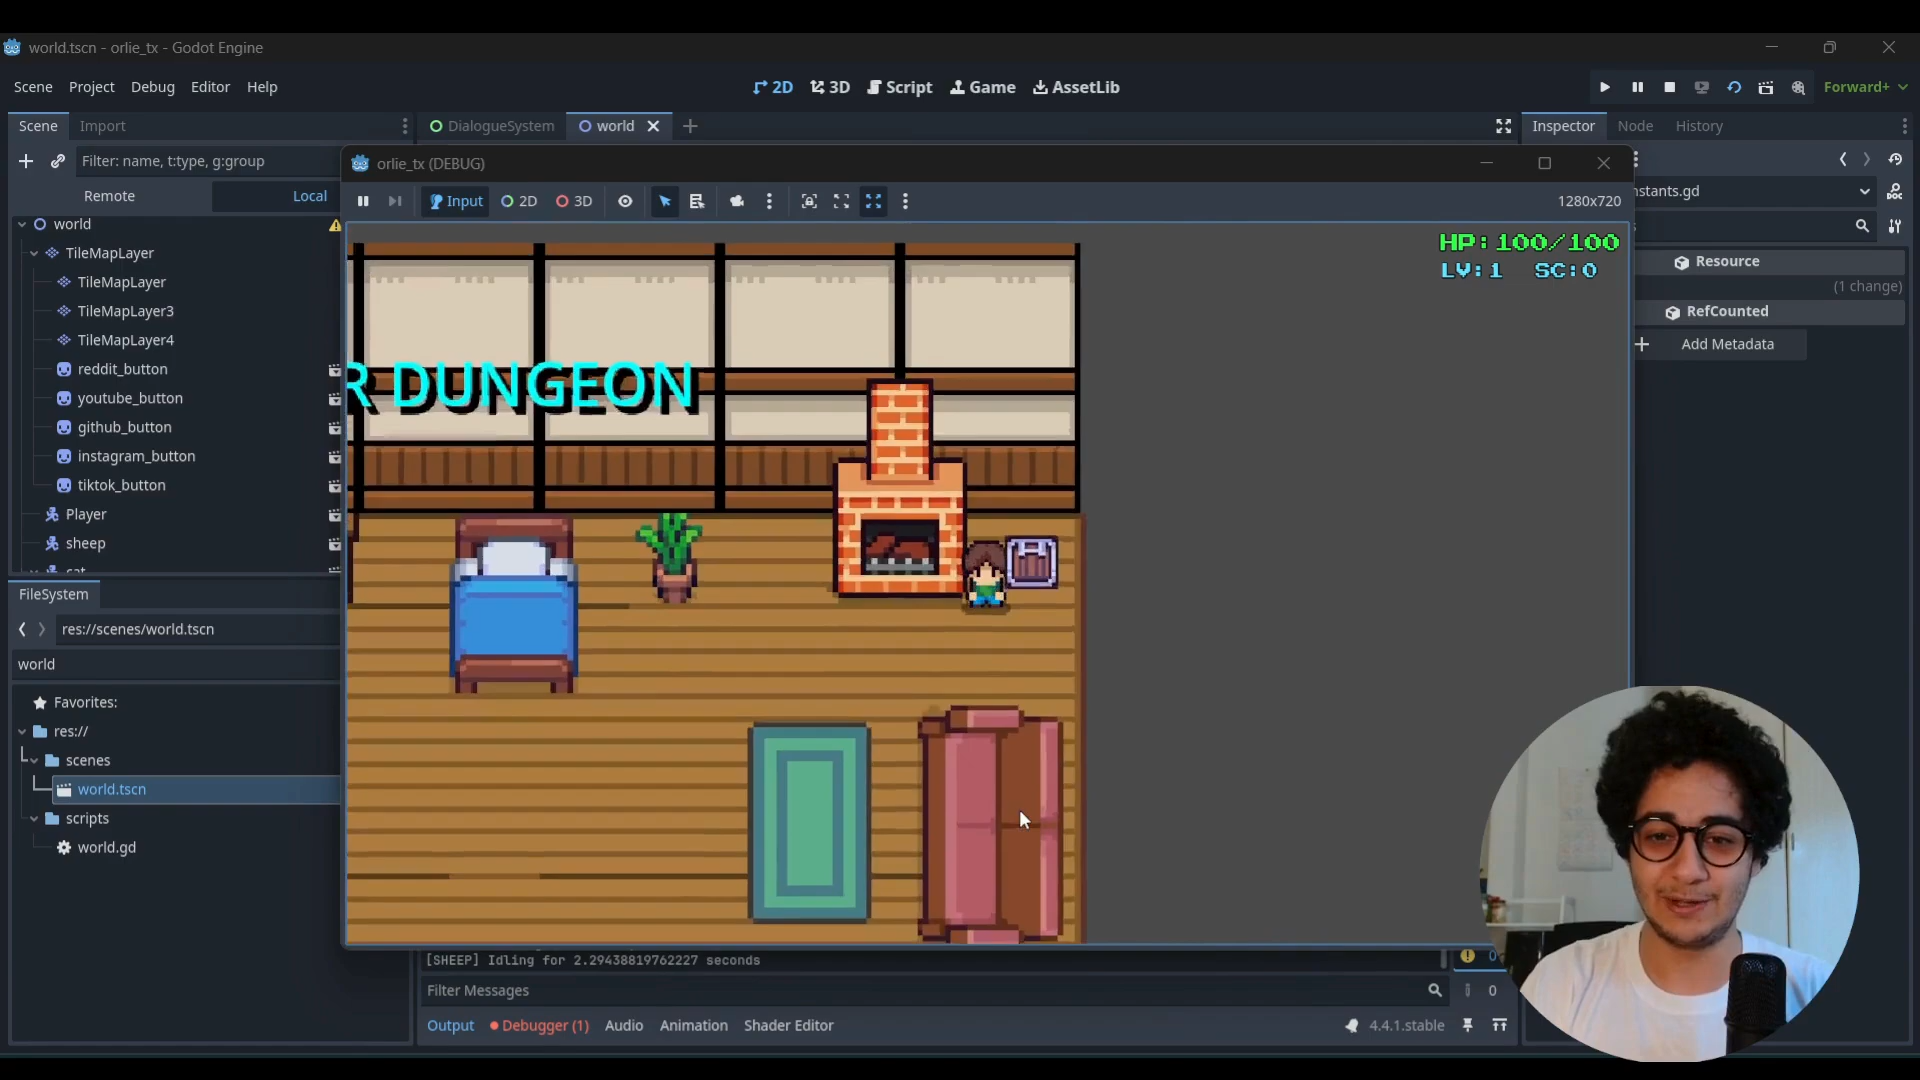 world.tscn - orlie_tx - Godot Engine
Scene Project Debug Editor Help
2D 3D Script Game AssetLib
Forward+
Scene Import
DialogueSystem world
Inspector Node History
Filter: name, t:type, g:group
orlie_tx (DEBUG)
nstants.gd
Remote Local
Input 2D 3D
1280x720
world
TileMapLayer
TileMapLayer
TileMapLayer3
TileMapLayer4
reddit_button
youtube_button
github_button
instagram_button
tiktok_button
Player
sheep
cat
HP:100/100
LV:1 SC:0
R DUNGEON
Resource
(1 change)
RefCounted
Add Metadata
FileSystem
res://scenes/world.tscn
world
Favorites:
res://
scenes
world.tscn
scripts
world.gd
[SHEEP] Idling for 2.29438819762227 seconds
0
Filter Messages
0
Output Debugger (1) Audio Animation Shader Editor
4.4.1.stable